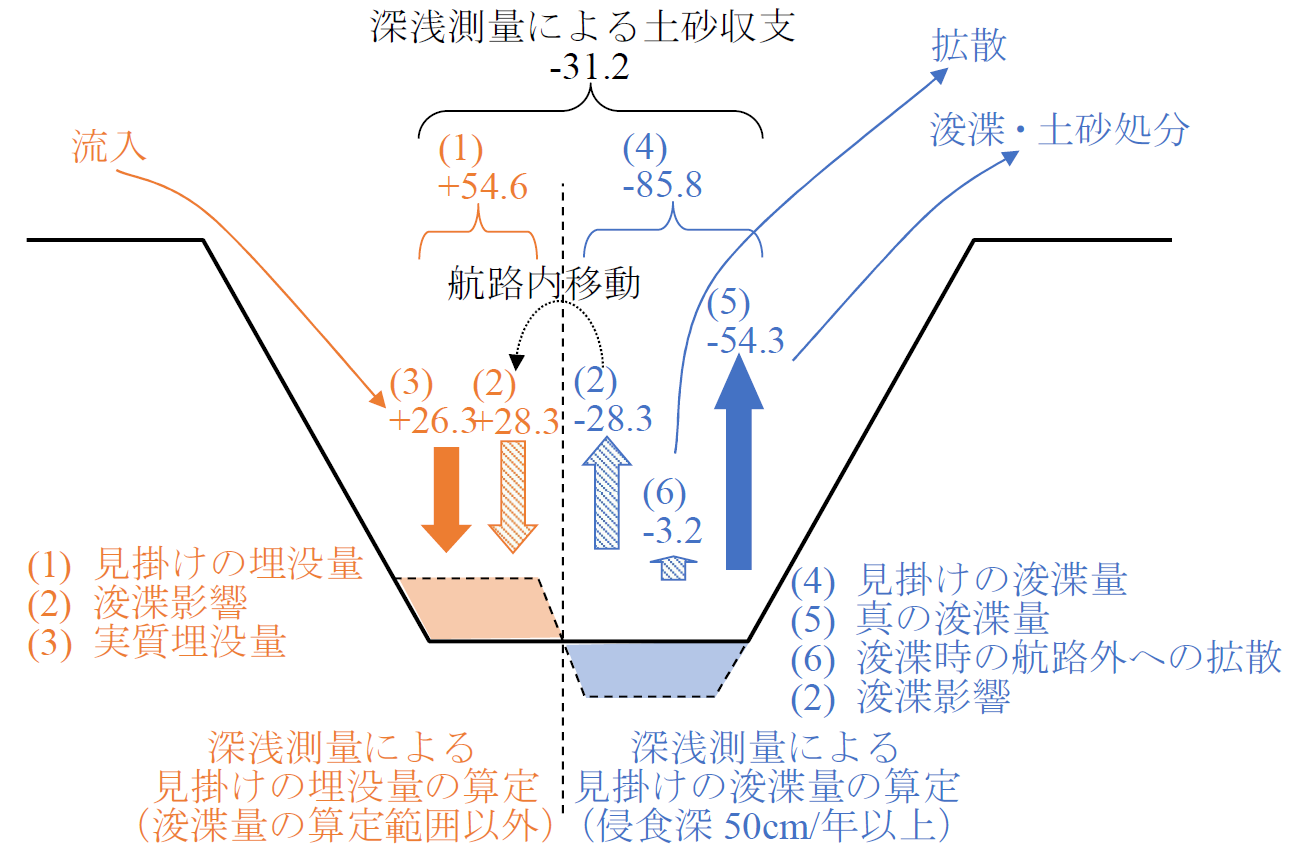 深浅測量による土砂収支
-31.2
拡散
浚渫・土砂処分
流入
(1)
+54.6
(4)
-85.8
航路内移動
(5)
-54.3
(3)
+26.3
(2)
+28.3
(2)
-28.3
(6)
-3.2
(1) 見掛けの埋没量
(2) 浚渫影響
(3) 実質埋没量
(4) 見掛けの浚渫量
(5) 真の浚渫量
(6) 浚渫時の航路外への拡散
(2) 浚渫影響
深浅測量による
見掛けの埋没量の算定
（浚渫量の算定範囲以外）
深浅測量による
見掛けの浚渫量の算定
（侵食深 50cm/年以上）